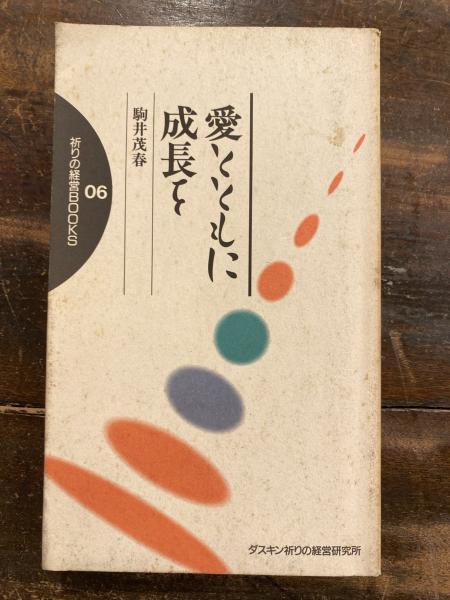 愛とともに
成長を
駒井茂春
祈りの経営BOOKS
06
ダスキン祈りの経営研究所